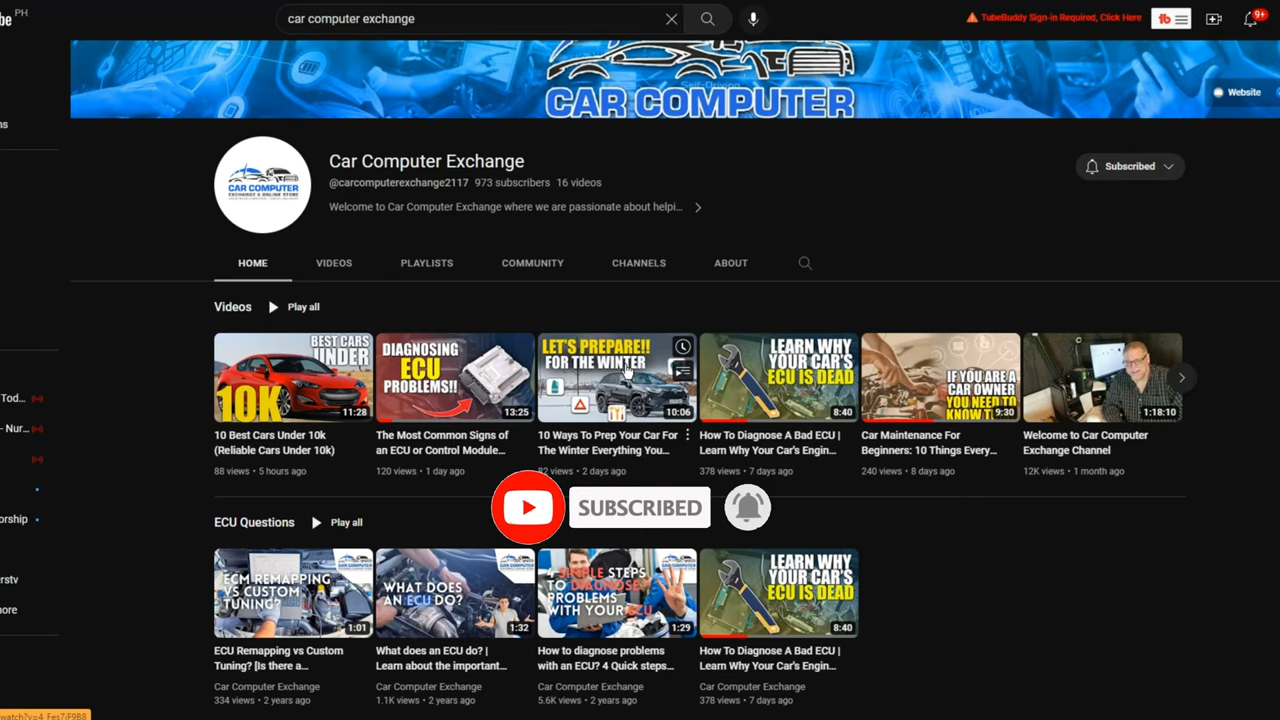 be PH
car computer exchange
TubeBuddy Sign-in Required, Click Here
tb
9+
CAR COMPUTER
Website
CAR COMPUTER
Car Computer Exchange
@carcomputerexchange2117 973 subscribers 16 videos
Welcome to Car Computer Exchange where we are passionate about helpi...
Subscribed
HOME VIDEOS PLAYLISTS COMMUNITY CHANNELS ABOUT
Videos Play all
BEST CARS
UNDER
10K
11:28
DIAGNOSING
ECU
PROBLEMS!!
13:25
LET'S PREPARE!!
FOR THE WINTER
10:06
LEARN WHY
YOUR CAR'S
ECU IS DEAD
8:40
IF YOU ARE A
CAR OWNER
YOU NEED TO
KNOW
9:30
1:18:10
10 Best Cars Under 10k
(Reliable Cars Under 10k)
88 views • 5 hours ago
The Most Common Signs of
an ECU or Control Module...
120 views • 1 day ago
10 Ways To Prep Your Car For
The Winter Everything You...
82 views • 2 days ago
How To Diagnose A Bad ECU |
Learn Why Your Car's Engin...
378 views • 7 days ago
Car Maintenance For
Beginners: 10 Things Every...
240 views • 8 days ago
Welcome to Car Computer
Exchange Channel
12K views • 1 month ago
SUBSCRIBED
ECU Questions Play all
ECM REMAPPING
VS CUSTOM
TUNING?
1:01
WHAT DOES
AN ECU DO?
1:32
4 SIMPLE STEPS
TO DIAGNOSE
PROBLEMS
WITH YOUR ECU
1:29
LEARN WHY
YOUR CAR'S
ECU IS DEAD
8:40
ECU Remapping vs Custom
Tuning? [Is there a...
Car Computer Exchange
334 views • 2 years ago
What does an ECU do? |
Learn about the important...
Car Computer Exchange
1.1K views • 2 years ago
How to diagnose problems
with an ECU? 4 Quick steps...
Car Computer Exchange
5.6K views • 2 years ago
How To Diagnose A Bad ECU |
Learn Why Your Car's Engin...
Car Computer Exchange
378 views • 7 days ago
ns
Tod...
- Nur...
orship
erstv
nore